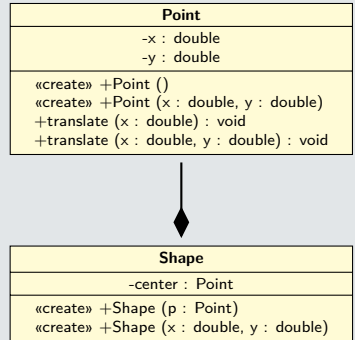 Point
-x : double
-y : double
«create» +Point ()
«create» +Point (x : double, y : double)
+translate (x : double) : void
+translate (x : double, y : double) : void
Shape
-center : Point
«create» +Shape (p : Point)
«create» +Shape (x : double, y : double)